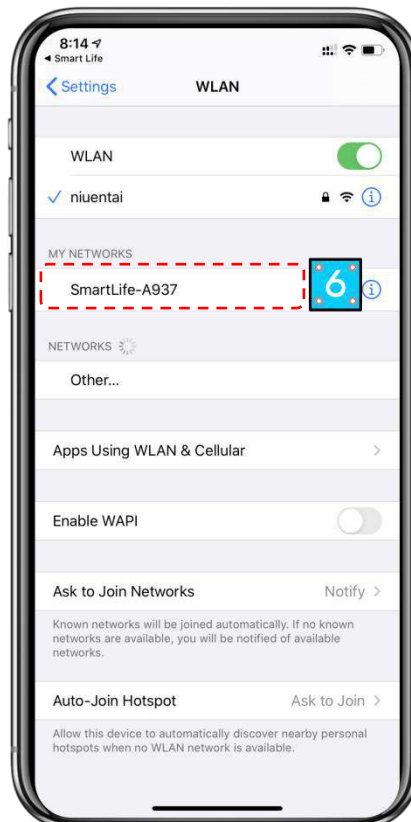 8:14
◀ Smart Life
Settings
WLAN
WLAN
niuentai
MY NETWORKS
SmartLife-A937
6
NETWORKS
Other...
Apps Using WLAN & Cellular
Enable WAPI
Ask to Join Networks
Notify
Known networks will be joined automatically. If no known
networks are available, you will be notified of available
networks.
Auto-Join Hotspot
Ask to Join
Allow this device to automatically discover nearby personal
hotspots when no WLAN network is available.